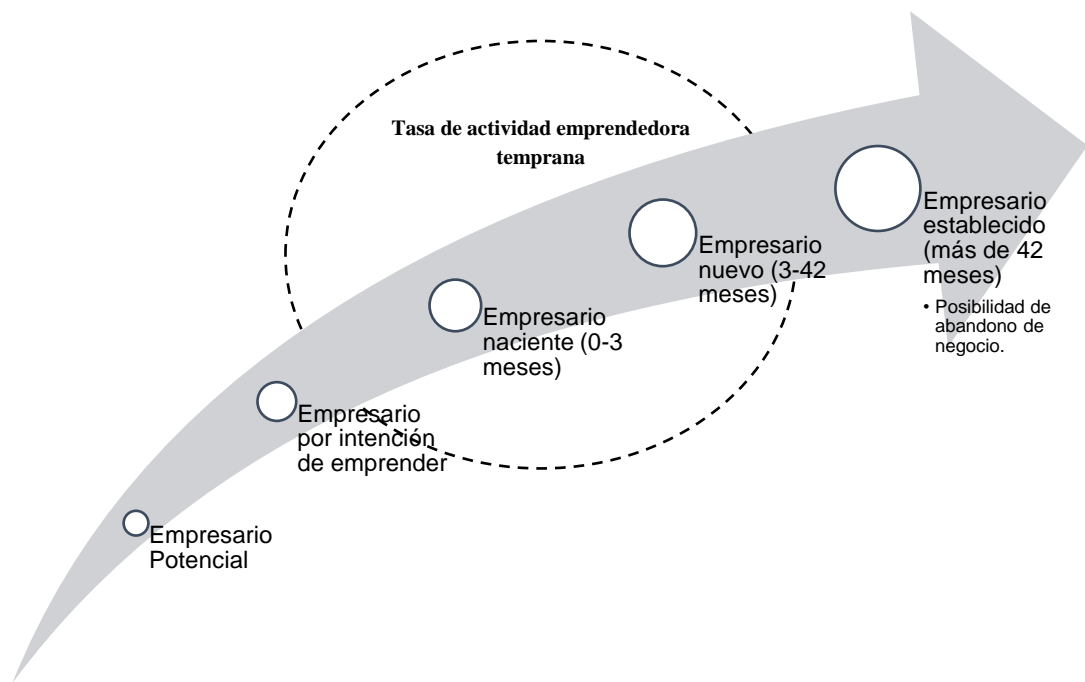 Tasa de actividad emprendedora
temprana
Empresario
establecido
(más de 42
meses)
• Posibilidad de
abandono de
negocio.
Empresario
nuevo (3-42
meses)
Empresario
naciente (0-3
meses)
Empresario
por intención
de emprender
Empresario
Potencial